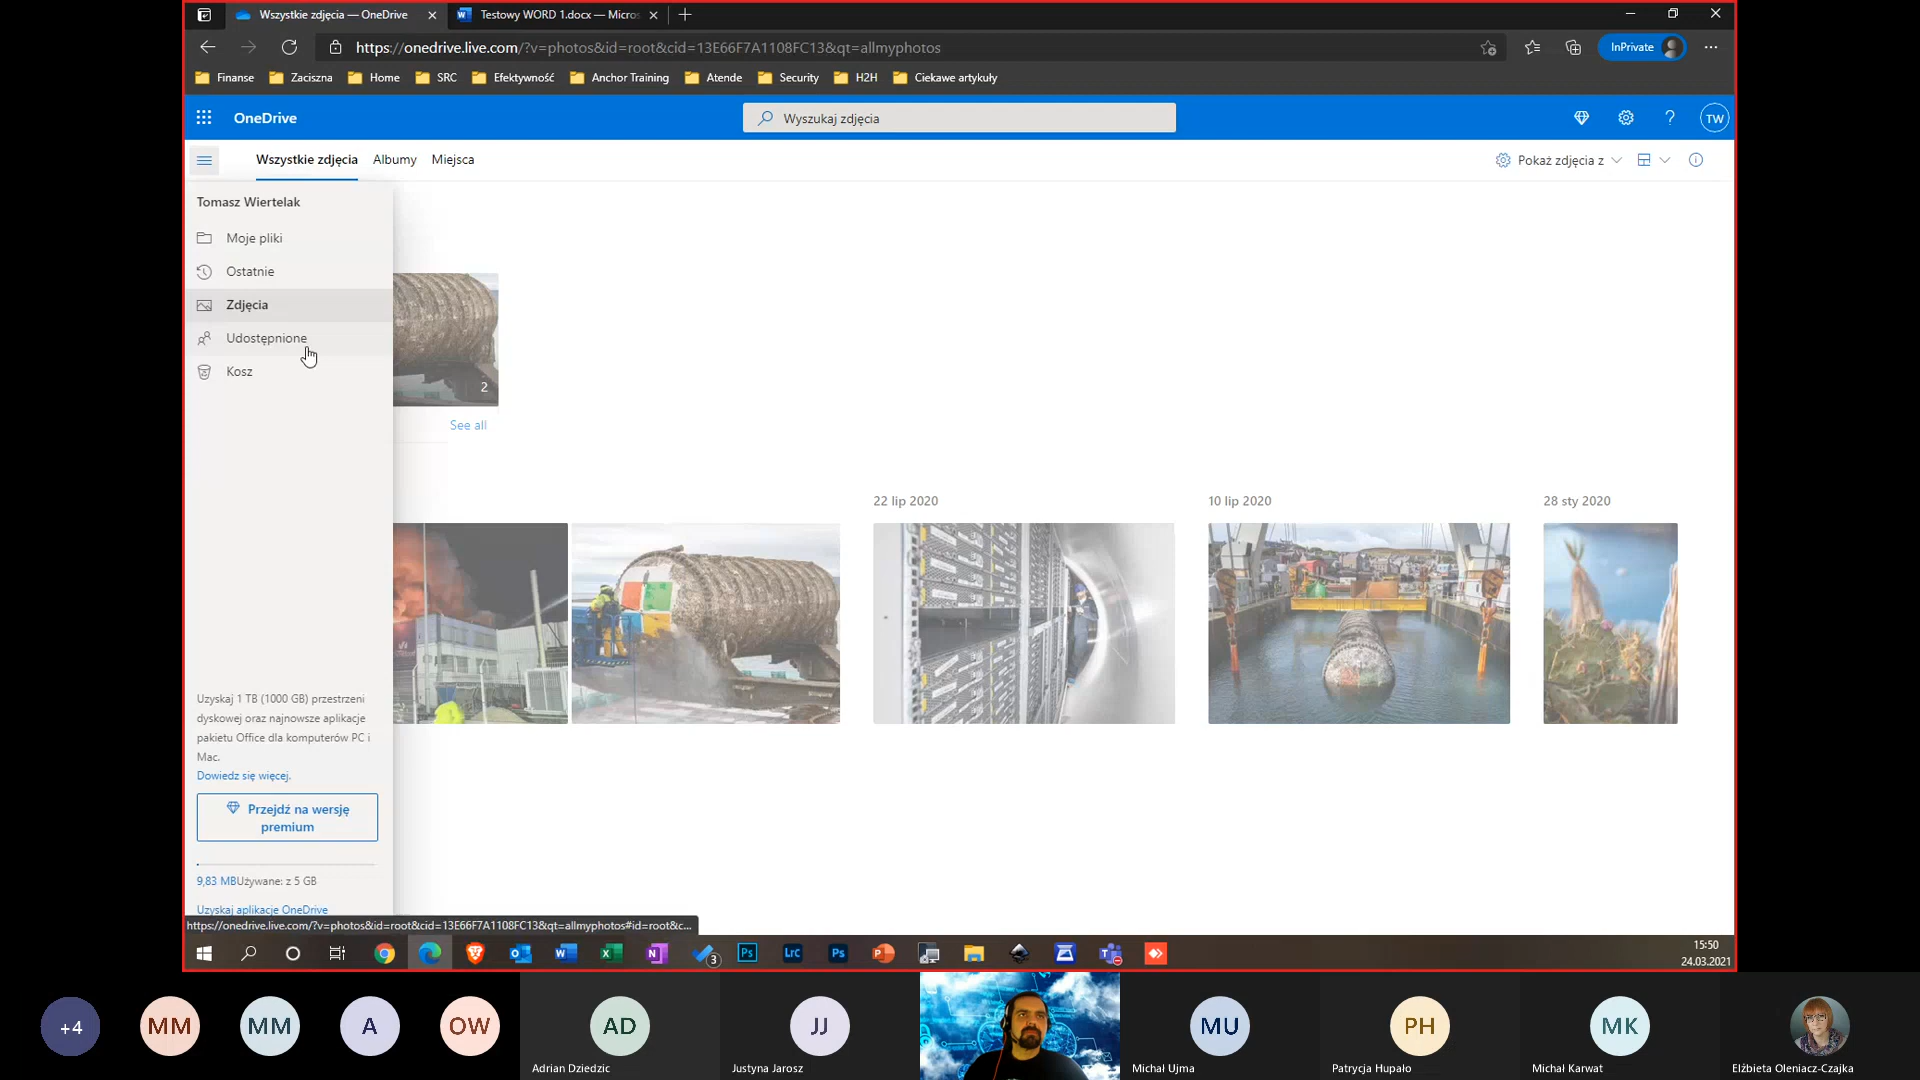 Wszystkie zdjęcia — OneDrive
Testowy WORD 1.docx — Micros
https://onedrive.live.com/?v=photos&id=root&cid=13E66F7A1108FC13&qt=allmyphotos
InPrivate
Finanse
Zaciszna
Home
SRC
Efektywność
Anchor Training
Atende
Security
H2H
Ciekawe artykuły
OneDrive
Wyszukaj zdjęcia
?
TW
Wszystkie zdjęcia
Albumy
Miejsca
Pokaż zdjęcia z
Tomasz Wiertelak
Moje pliki
Ostatnie
Zdjęcia
Udostępnione
Kosz
2
See all
22 lip 2020
10 lip 2020
28 sty 2020
Uzyskaj 1 TB (1000 GB) przestrzeni
dyskowej oraz najnowsze aplikacje
pakietu Office dla komputerów PC i
Mac.
Dowiedz się więcej.
Przejdź na wersję
premium
9,83 MBUżywane: z 5 GB
Uzyskaj aplikacje OneDrive
https://onedrive.live.com/?v=photos&id=root&cid=13E66F7A1108FC13&qt=allmyphotos#id=root&c...
3
Ps
LrC
Ps
15:50
24.03.2021
+4
MM
MM
A
OW
AD
Adrian Dziedzic
JJ
Justyna Jarosz
MU
Michał Ujma
PH
Patrycja Hupało
MK
Michał Karwat
Elżbieta Oleniacz-Czajka